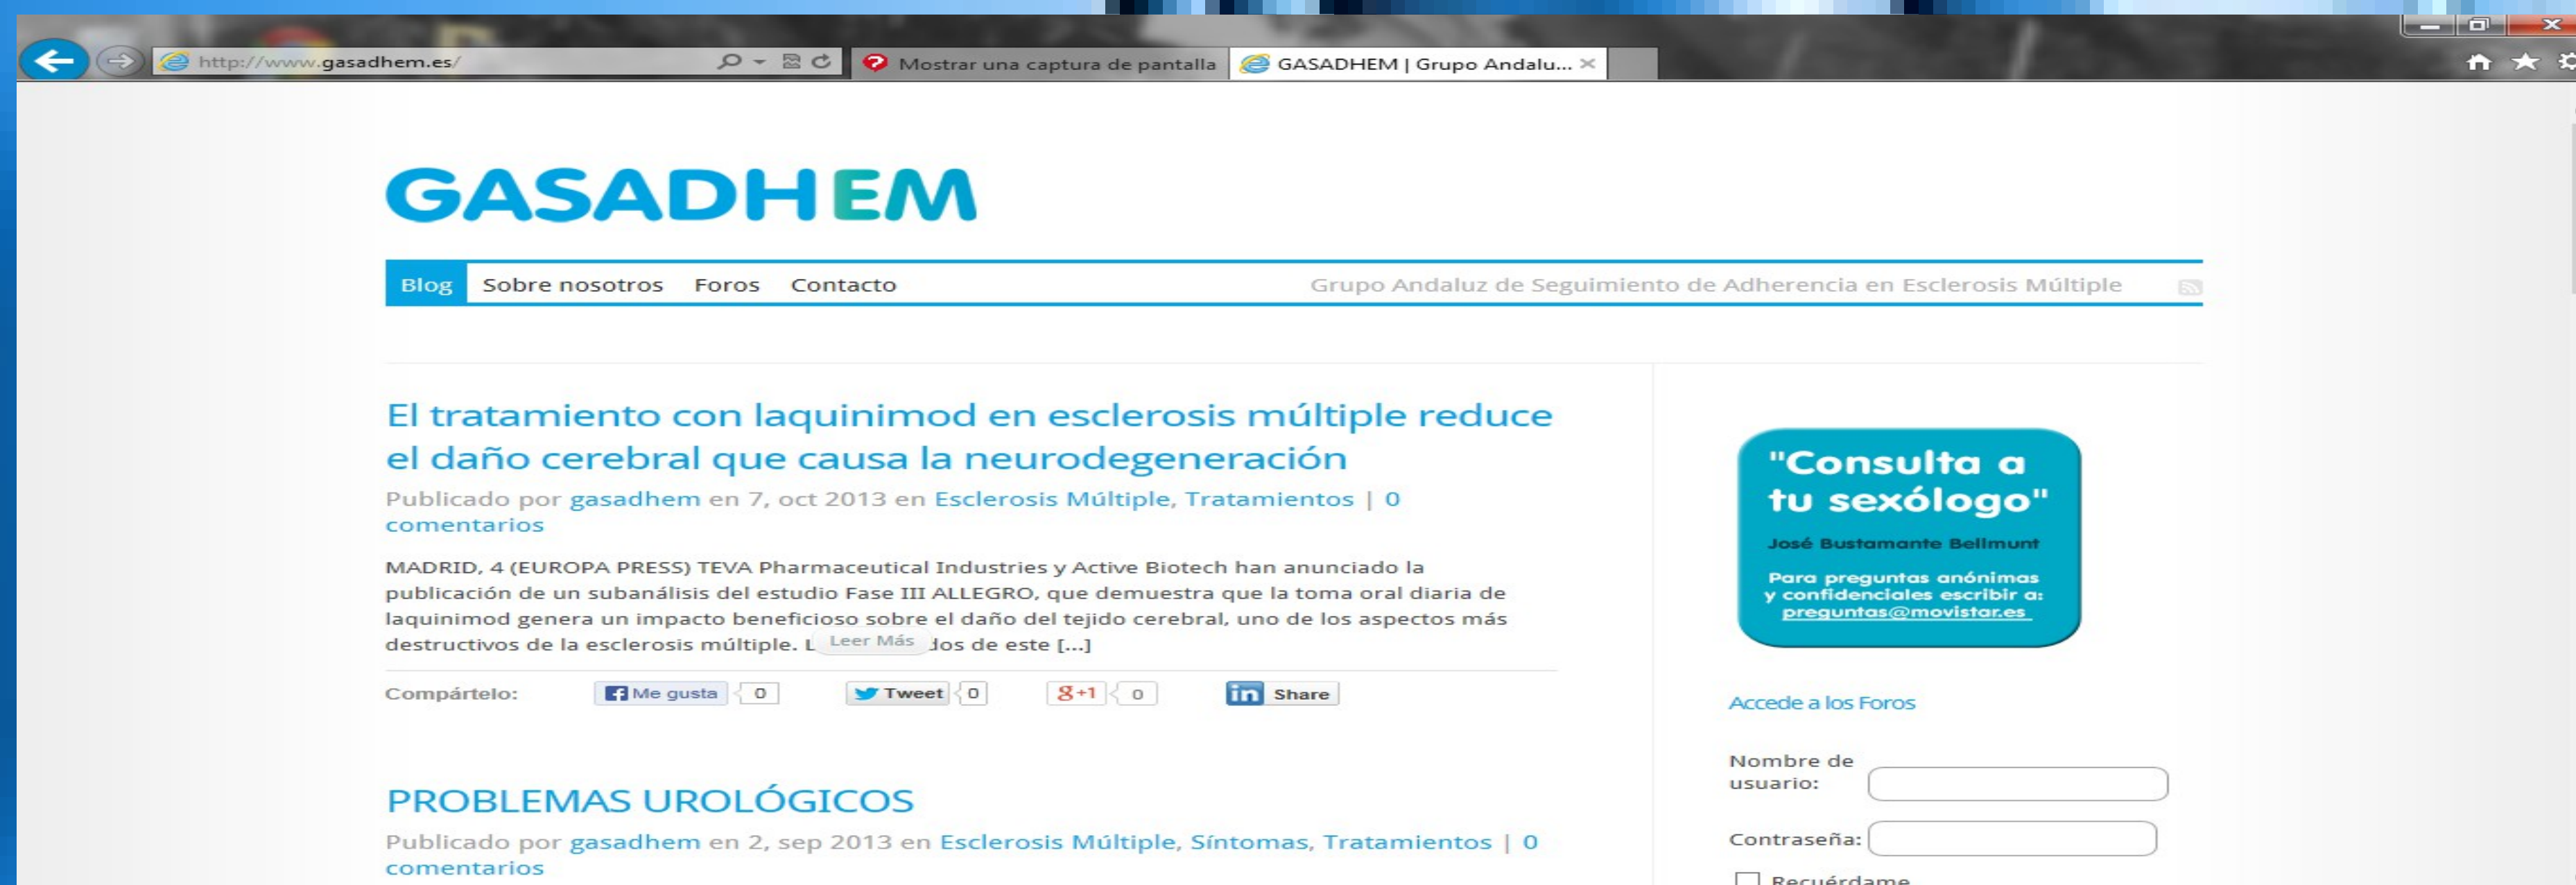 http://www.gasadhem.es/
Mostrar una captura de pantalla
GASADHEM | Grupo Andalu...
GASADHEM
Blog Sobre nosotros Foros Contacto
Grupo Andaluz de Seguimiento de Adherencia en Esclerosis Múltiple
El tratamiento con laquinimod en esclerosis múltiple reduce
el daño cerebral que causa la neurodegeneración
Publicado por gasadhem en 7, oct 2013 en Esclerosis Múltiple, Tratamientos | 0
comentarios
MADRID, 4 (EUROPA PRESS) TEVA Pharmaceutical Industries y Active Biotech han anunciado la
publicación de un subanálisis del estudio Fase III ALLEGRO, que demuestra que la toma oral diaria de
laquinimod genera un impacto beneficioso sobre el daño del tejido cerebral, uno de los aspectos más
destructivos de la esclerosis múltiple. L Leer Más dos de este [...]
Compártelo: Me gusta 0 Tweet 0 g+1 0 in Share
PROBLEMAS UROLÓGICOS
Publicado por gasadhem en 2, sep 2013 en Esclerosis Múltiple, Síntomas, Tratamientos | 0
comentarios
"Consulta a
tu sexólogo"
José Bustamante Bellmunt
Para preguntas anónimas
y confidenciales escribir a:
preguntas@movistar.es
Accede a los Foros
Nombre de
usuario:
Contraseña:
Recuérdame